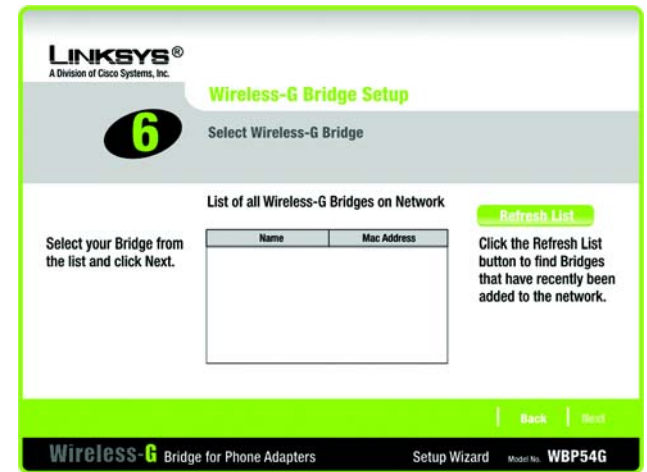 LINKSYS®
A Division of Cisco Systems, Inc.
Wireless-G Bridge Setup
6
Select Wireless-G Bridge
List of all Wireless-G Bridges on Network
Select your Bridge from
the list and click Next.
Name Mac Address
Refresh List
Click the Refresh List
button to find Bridges
that have recently been
added to the network.
Back Next
Wireless-G Bridge for Phone Adapters Setup Wizard Model No. WBP54G